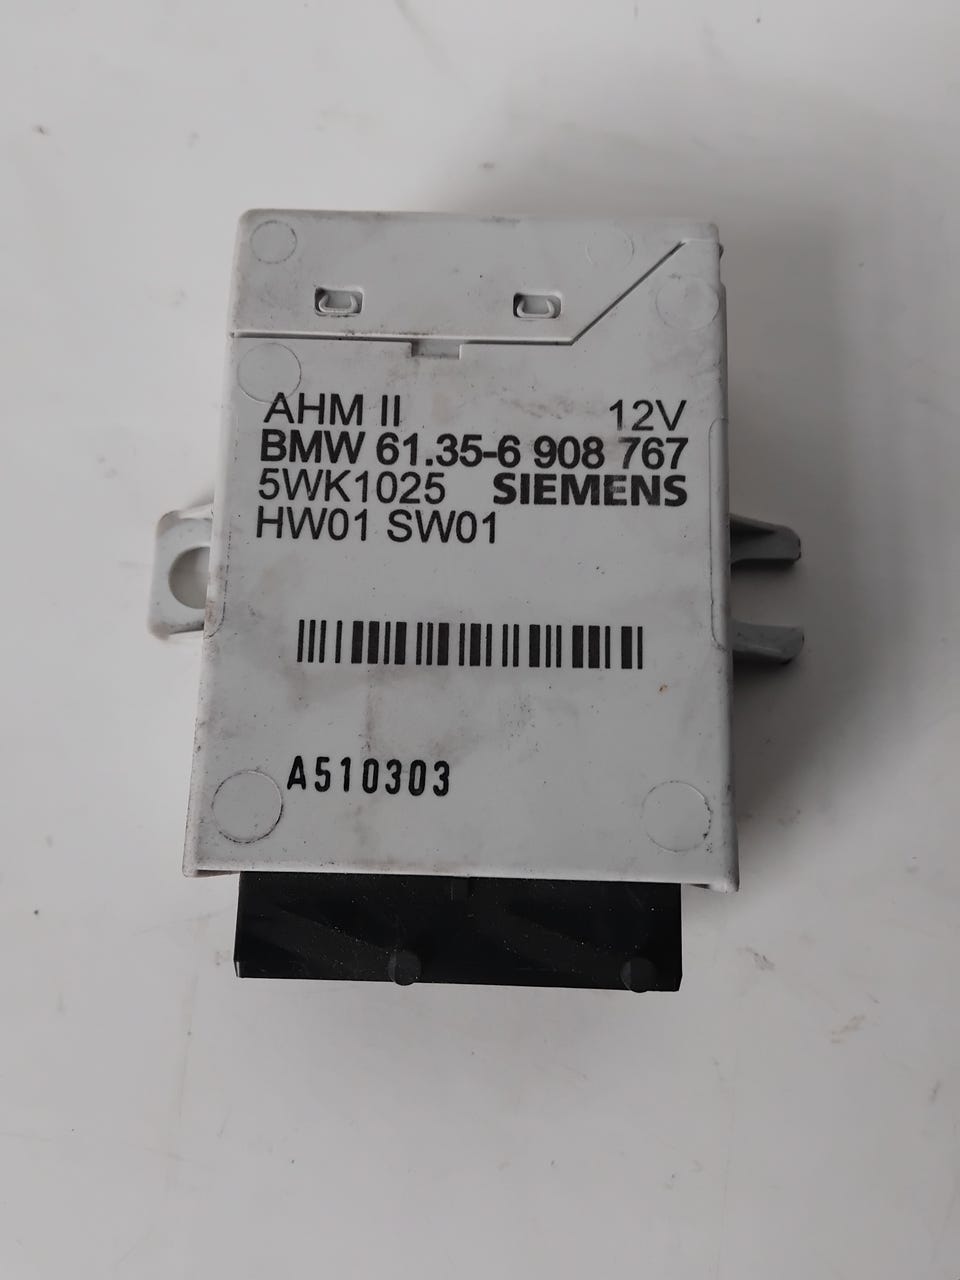 AHM II 12V
BMW 61.35-6 908 767
5WK1025 SIEMENS
HW01 SW01
A510303